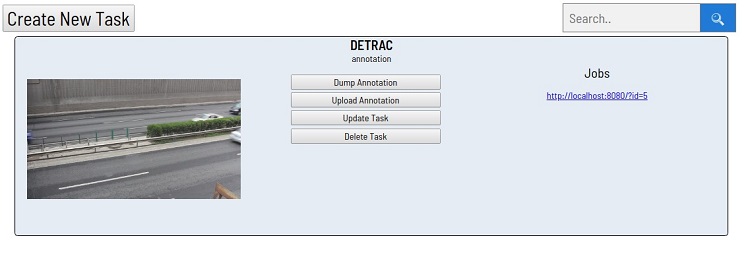 Create New Task
Search..
DETRAC
annotation
Dump Annotation
Upload Annotation
Update Task
Delete Task
Jobs
http://localhost:8080/?id=5